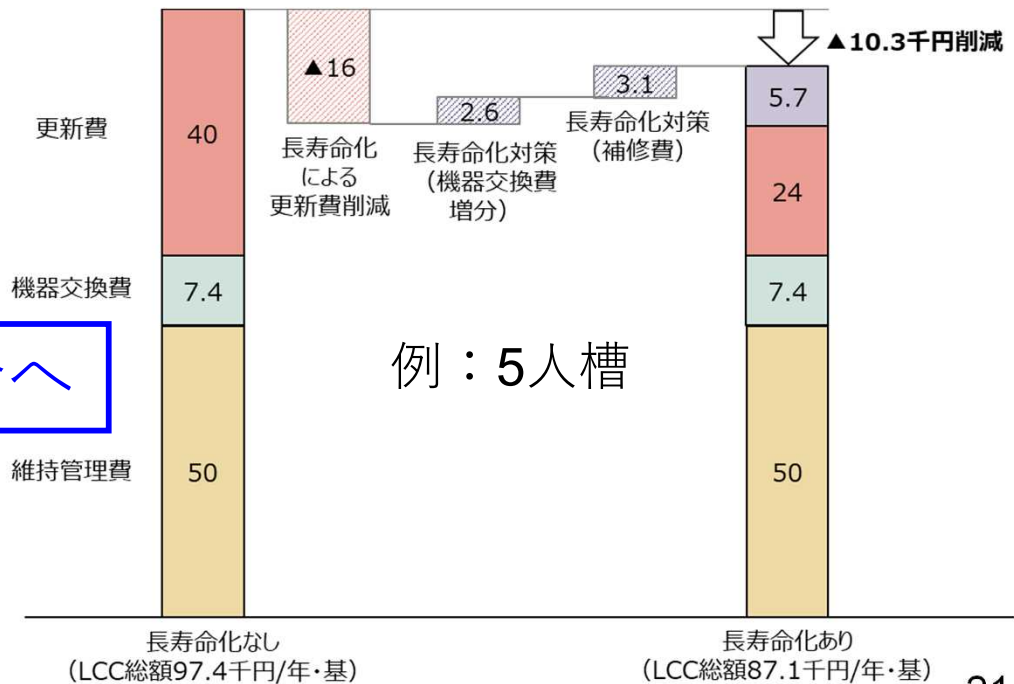 ▲10.3千円削減
▲16
2.6
3.1
5.7
更新費
40
長寿命化
による
更新費削減
長寿命化対策
（機器交換費
増分）
長寿命化対策
（補修費）
24
機器交換費
7.4
7.4
へ
例：5人槽
維持管理費
50
50
長寿命化なし
（LCC総額97.4千円/年・基）
長寿命化あり
（LCC総額87.1千円/年・基）